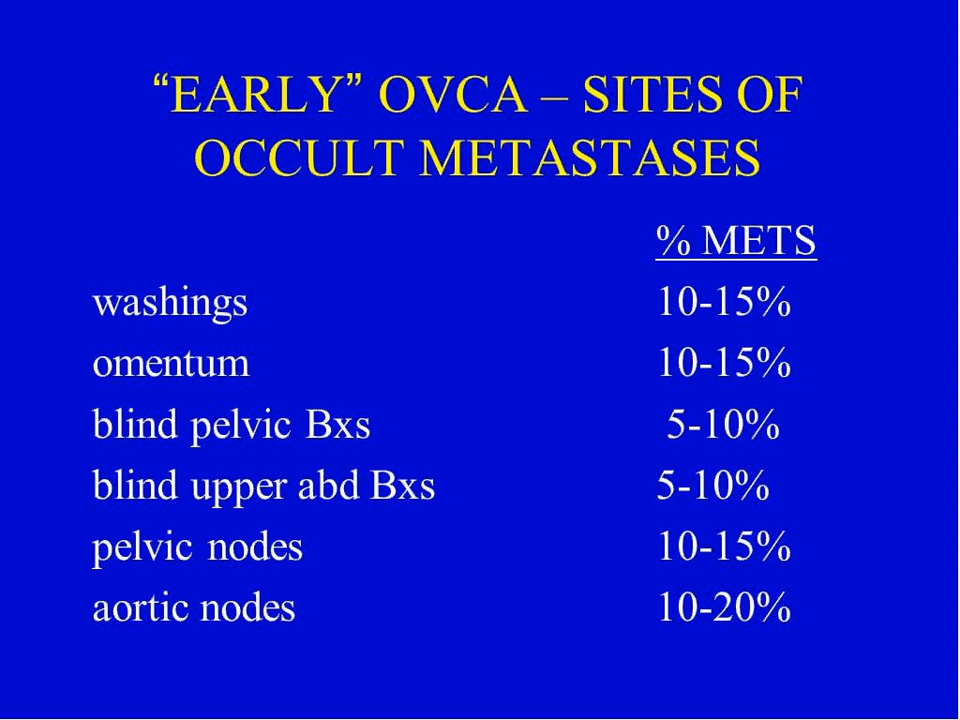 “EARLY” OVCA – SITES OF
OCCULT METASTASES
% METS
washings 10-15%
omentum 10-15%
blind pelvic Bxs 5-10%
blind upper abd Bxs 5-10%
pelvic nodes 10-15%
aortic nodes 10-20%